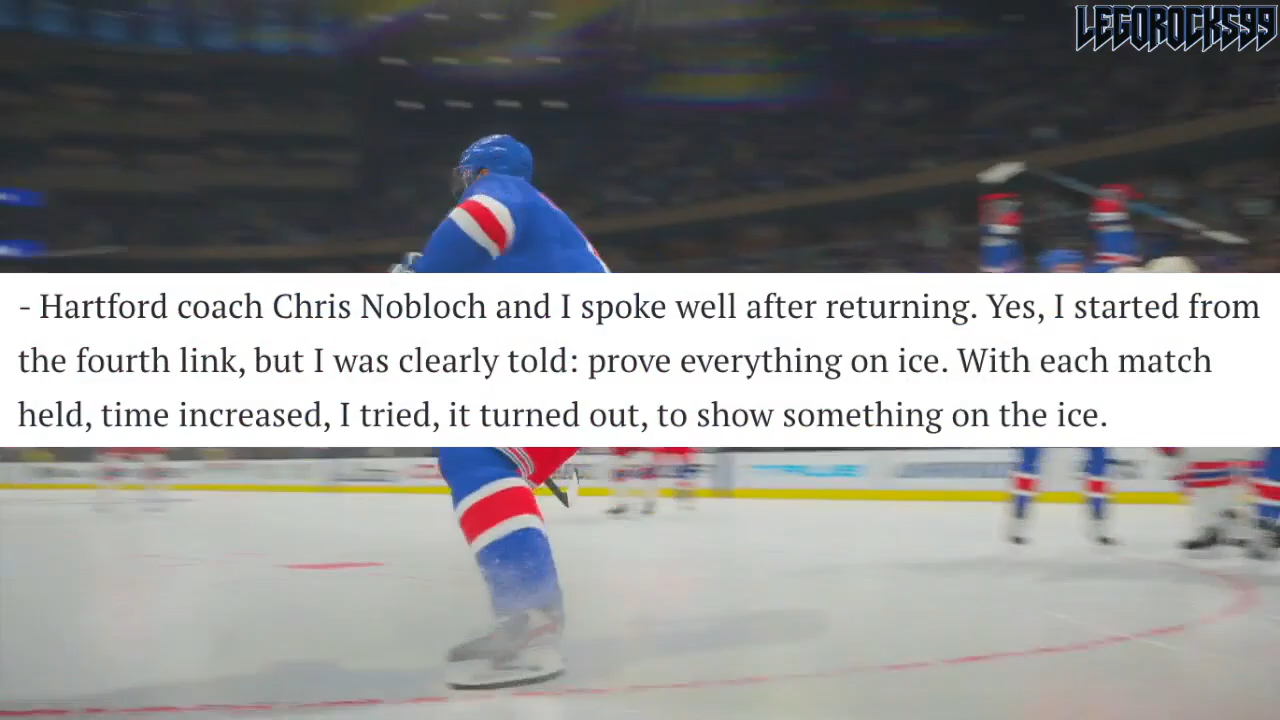 LEGOROCKS99
- Hartford coach Chris Nobloch and I spoke well after returning. Yes, I started from
the fourth link, but I was clearly told: prove everything on ice. With each match
held, time increased, I tried, it turned out, to show something on the ice.